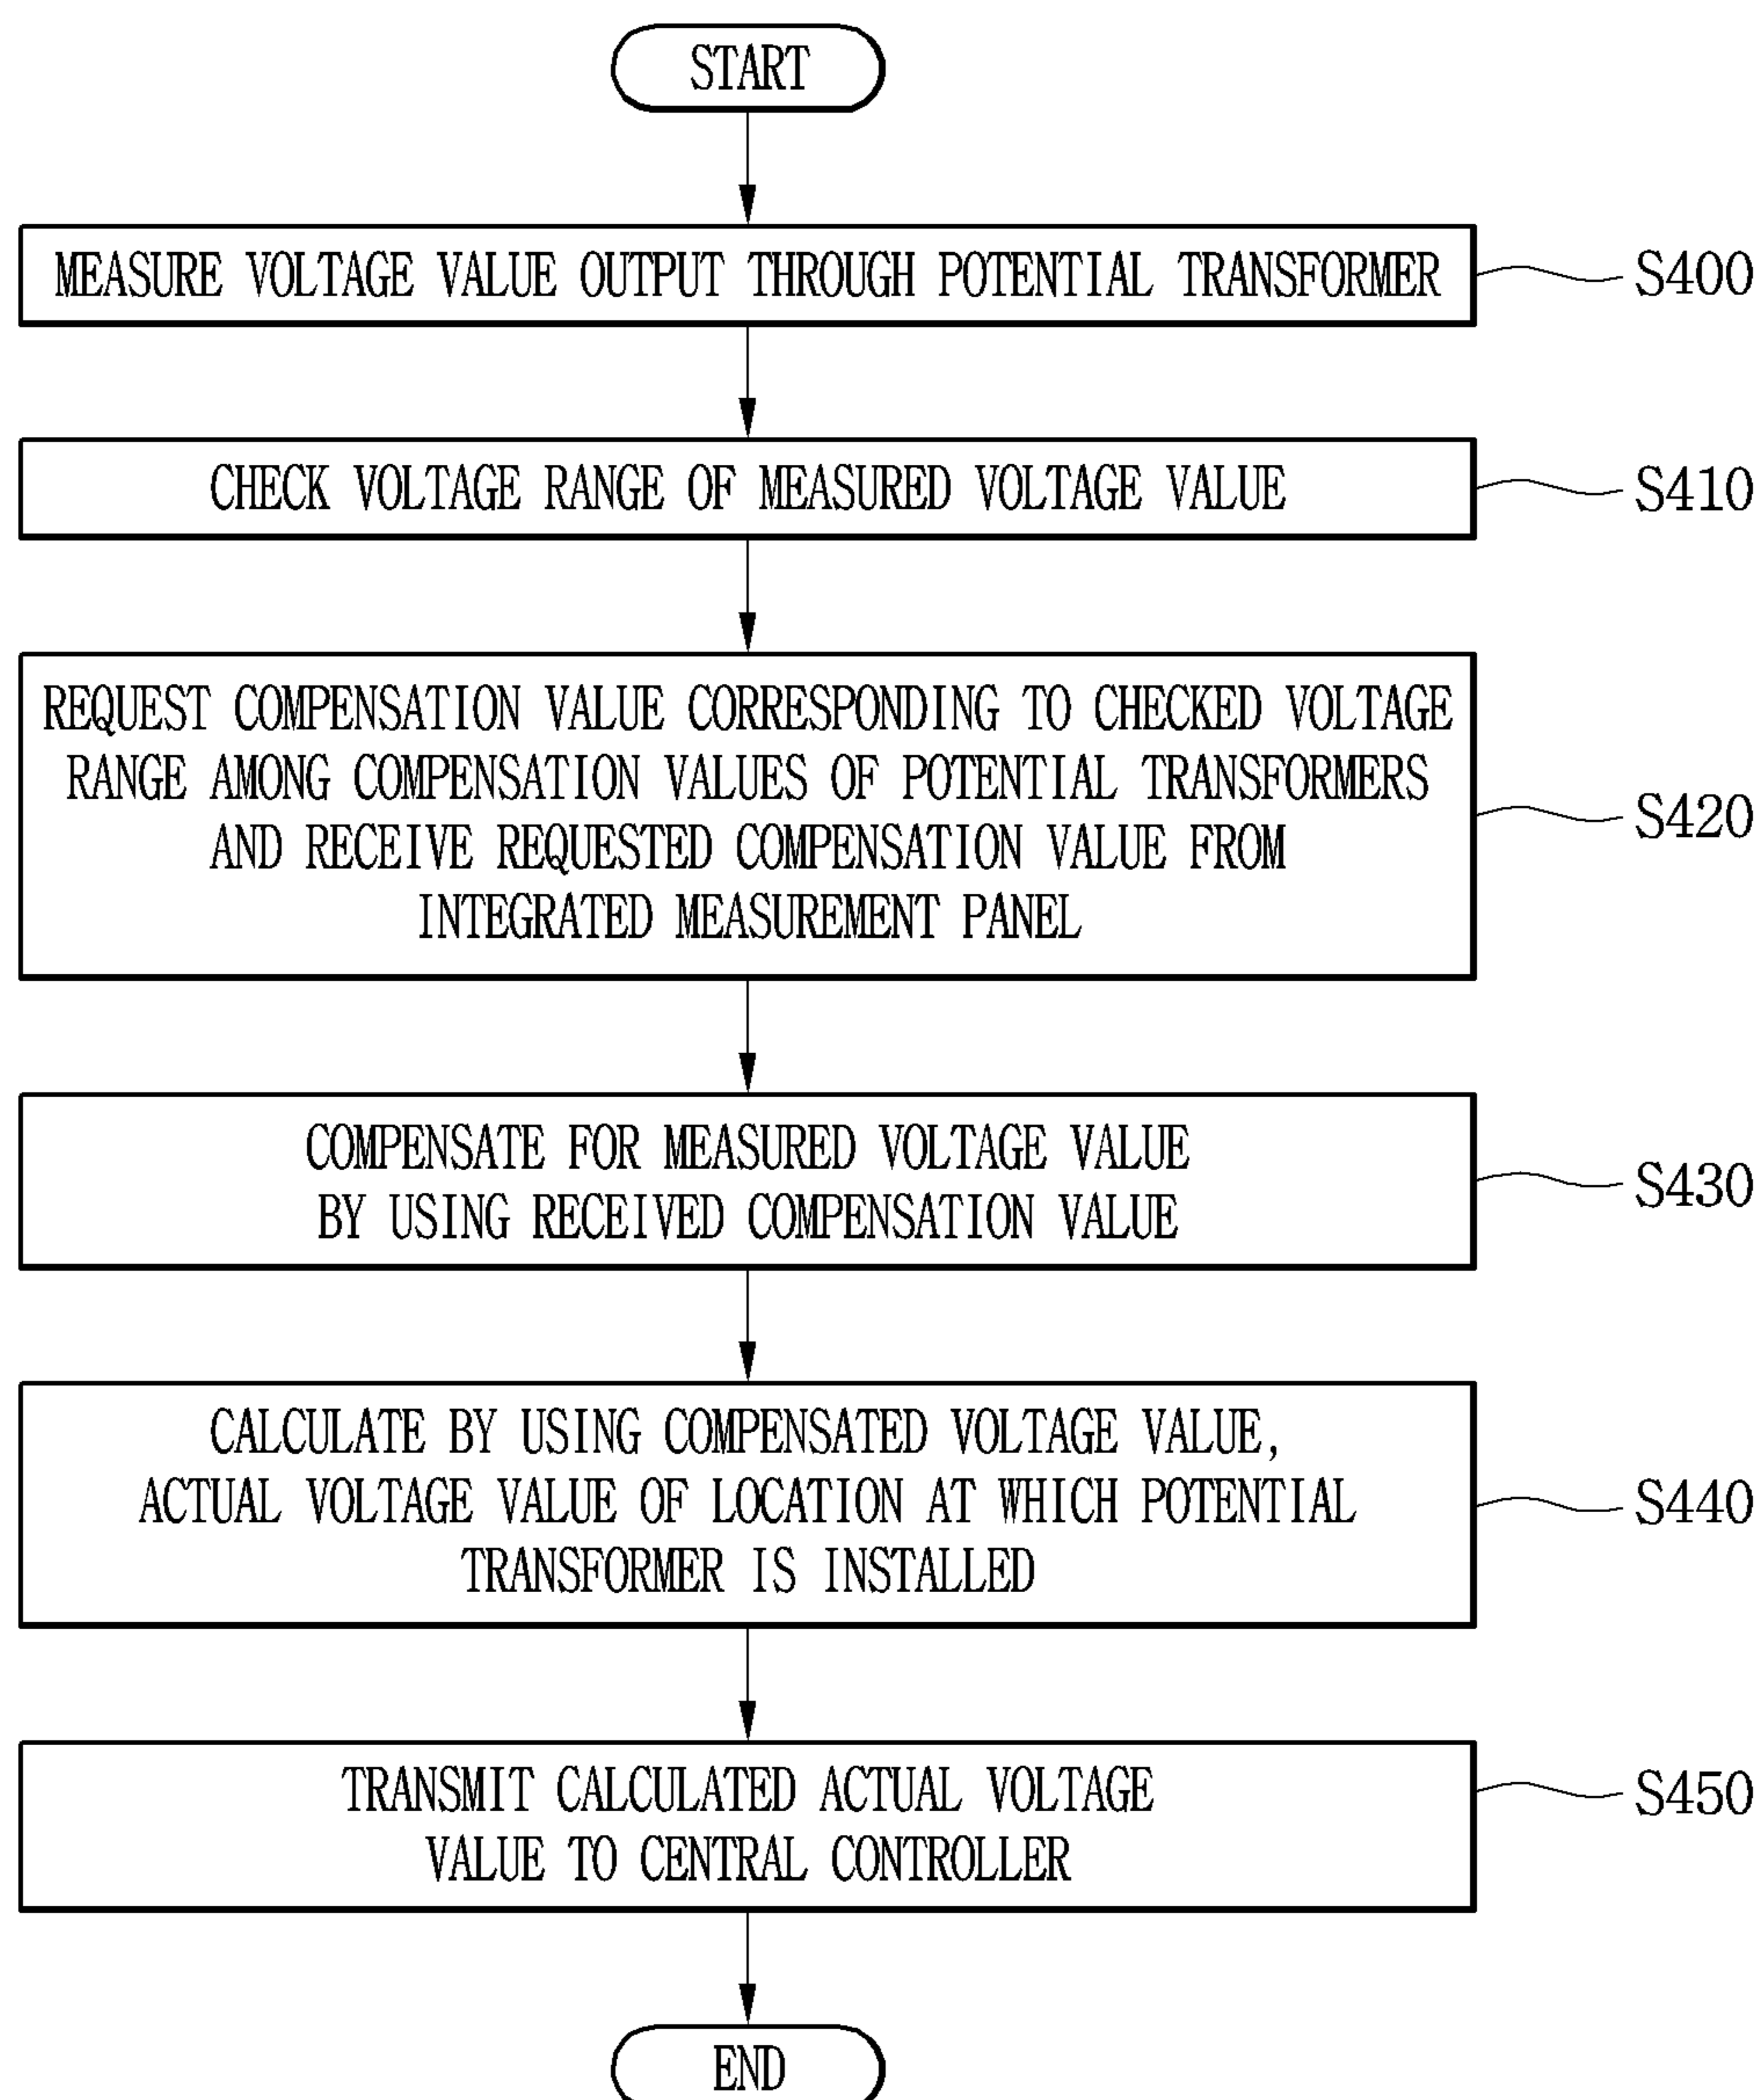 START
MEASURE VOLTAGE VALUE OUTPUT THROUGH POTENTIAL TRANSFORMER
S400
CHECK VOLTAGE RANGE OF MEASURED VOLTAGE VALUE
S410
REQUEST COMPENSATION VALUE CORRESPONDING TO CHECKED VOLTAGE
RANGE AMONG COMPENSATION VALUES OF POTENTIAL TRANSFORMERS
AND RECEIVE REQUESTED COMPENSATION VALUE FROM
INTEGRATED MEASUREMENT PANEL
S420
COMPENSATE FOR MEASURED VOLTAGE VALUE
BY USING RECEIVED COMPENSATION VALUE
S430
CALCULATE BY USING COMPENSATED VOLTAGE VALUE,
ACTUAL VOLTAGE VALUE OF LOCATION AT WHICH POTENTIAL
TRANSFORMER IS INSTALLED
S440
TRANSMIT CALCULATED ACTUAL VOLTAGE
VALUE TO CENTRAL CONTROLLER
S450
END